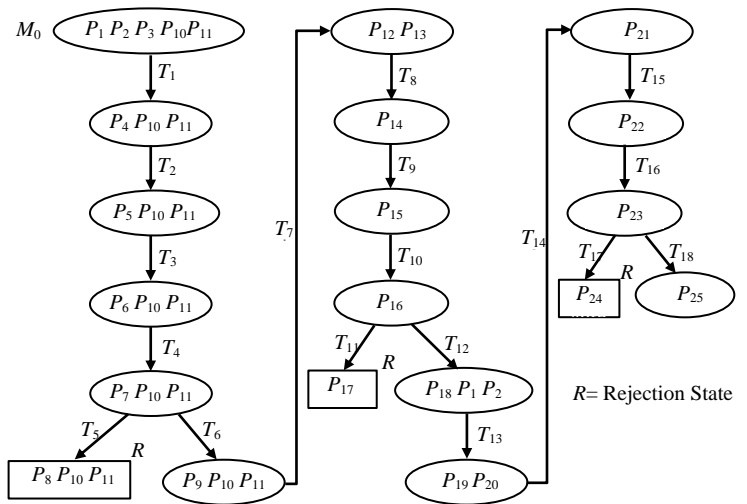 M₀
P₁ P₂ P₃ P₁₀P₁₁
T₁
P₄ P₁₀ P₁₁
T₂
P₅ P₁₀ P₁₁
T₃
P₆ P₁₀ P₁₁
T₄
P₇ P₁₀ P₁₁
T₅
T₆
R
P₈ P₁₀ P₁₁
P₉ P₁₀ P₁₁
T₇
P₁₂ P₁₃
T₈
P₁₄
T₉
P₁₅
T₁₀
P₁₆
T₁₁
T₁₂
R
P₁₇
P₁₈ P₁ P₂
T₁₃
P₁₉ P₂₀
T₁₄
P₂₁
T₁₅
P₂₂
T₁₆
P₂₃
T₁₇
T₁₈
R
P₂₄
P₂₅
R= Rejection State